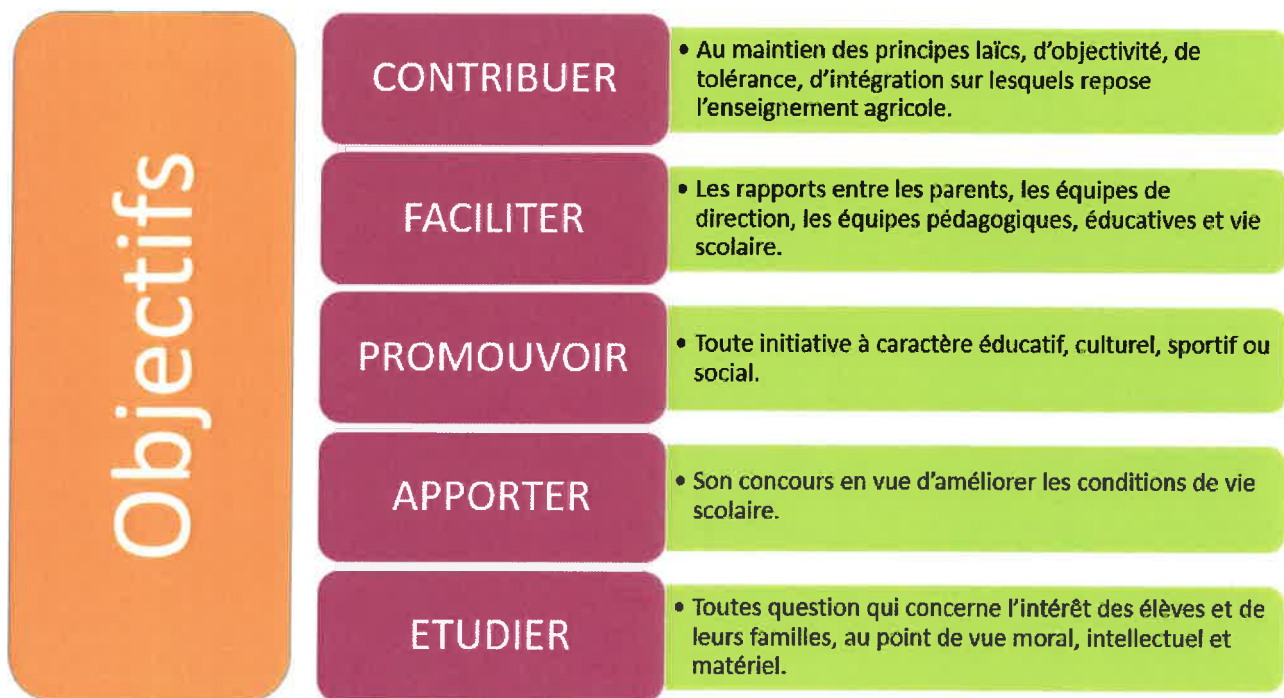 Objectifs
CONTRIBUER
• Au maintien des principes laïcs, d'objectivité, de
tolérance, d'intégration sur lesquels repose
l'enseignement agricole.
FACILITER
• Les rapports entre les parents, les équipes de
direction, les équipes pédagogiques, éducatives et vie
scolaire.
PROMOUVOIR
• Toute initiative à caractère éducatif, culturel, sportif ou
social.
APPORTER
• Son concours en vue d'améliorer les conditions de vie
scolaire.
ETUDIER
• Toutes question qui concerne l'intérêt des élèves et de
leurs familles, au point de vue moral, intellectuel et
matériel.